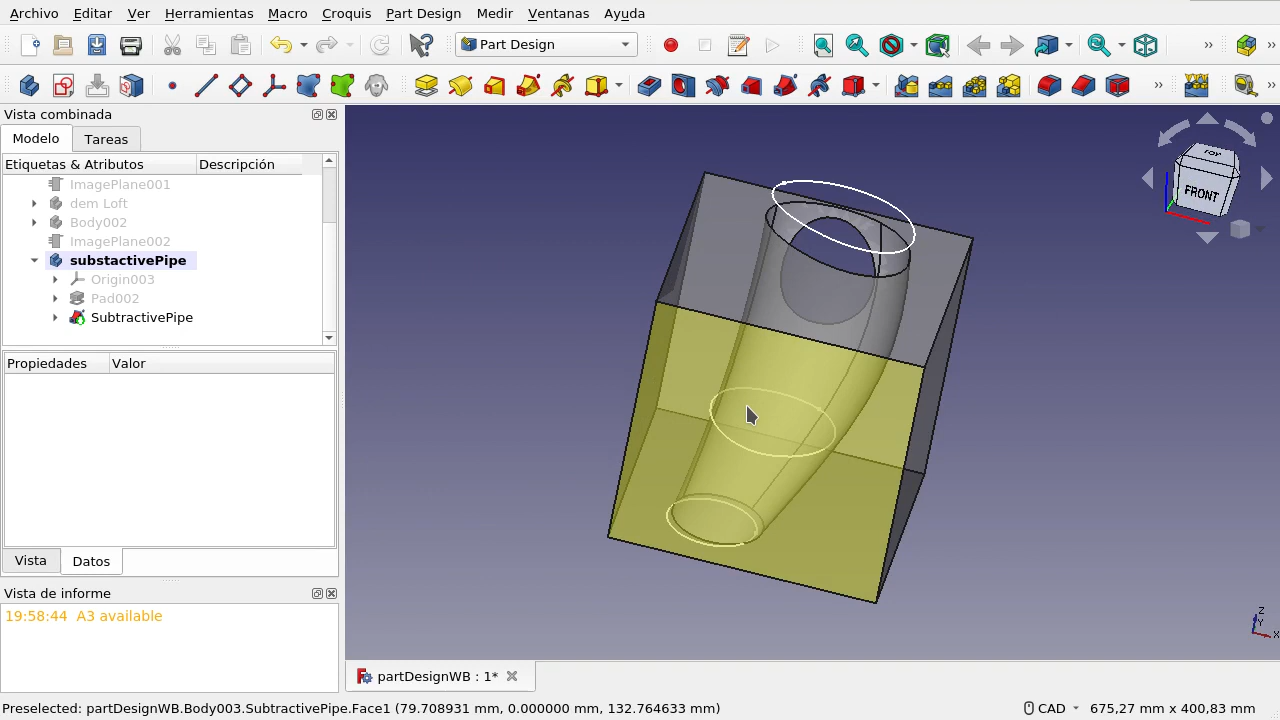 Archivo Editar Ver Herramientas Macro Croquis Part Design Medir Ventanas Ayuda
Part Design
Vista combinada
Modelo Tareas
Etiquetas & Atributos Descripción
ImagePlane001
dem Loft
Body002
ImagePlane002
substactivePipe
Origin003
Pad002
SubtractivePipe
Propiedades Valor
Vista Datos
Vista de informe
19:58:44 A3 available
TOP
FRONT
Z
Y
X
partDesignWB : 1*
Preselected: partDesignWB.Body003.SubtractivePipe.Face1 (79.708931 mm, 0.000000 mm, 132.764633 mm) CAD 675,27 mm x 400,83 mm